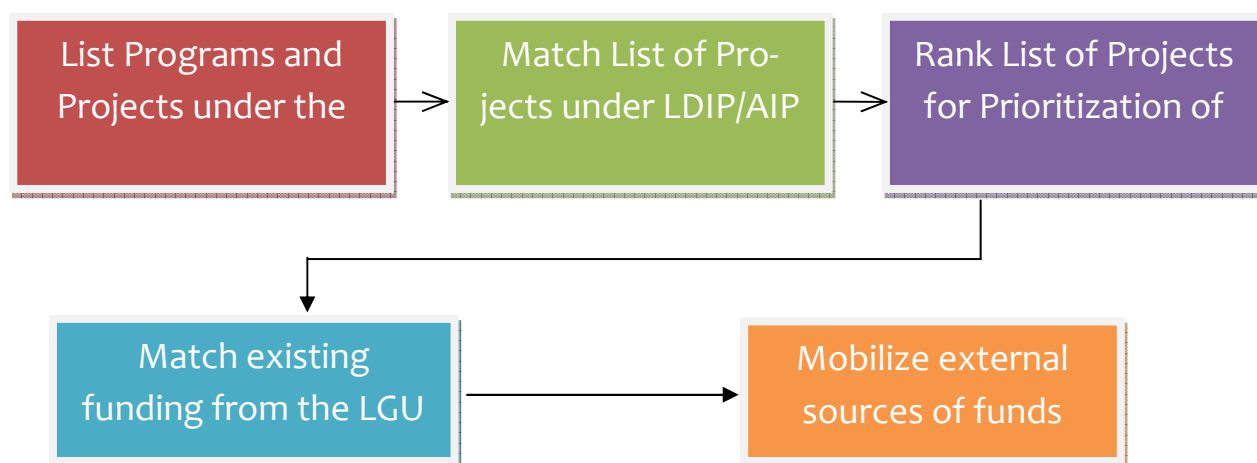 List Programs and
Projects under the
Match List of Pro-
jects under LDIP/AIP
Rank List of Projects
for Prioritization of
Match existing
funding from the LGU
Mobilize external
sources of funds